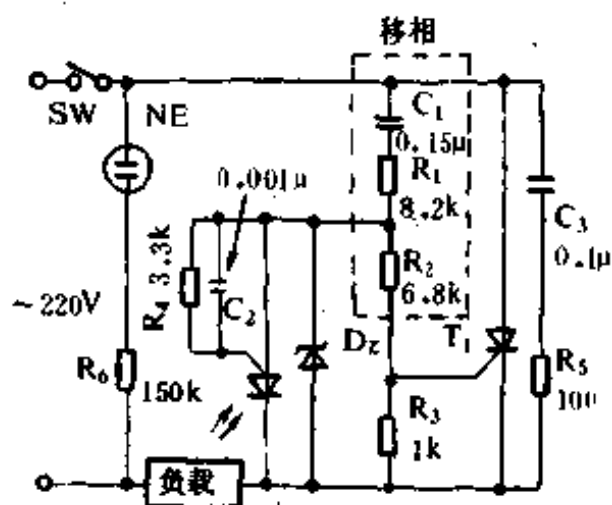 移相
SW
NE
C₁
0.15μ
R₁
8.2k
0.001μ
C₃
0.1μ
R₄ 3.3k
C₂
R₂
6.8k
~220V
D_Z
T₁
R₆
150k
R₃
1k
R₅
100
负载